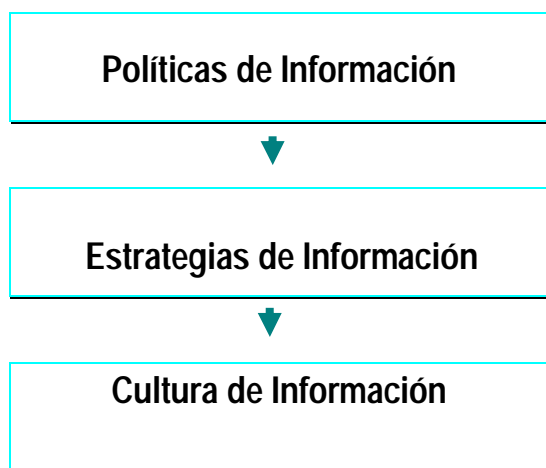 Políticas de Información
Estrategias de Información
Cultura de Información